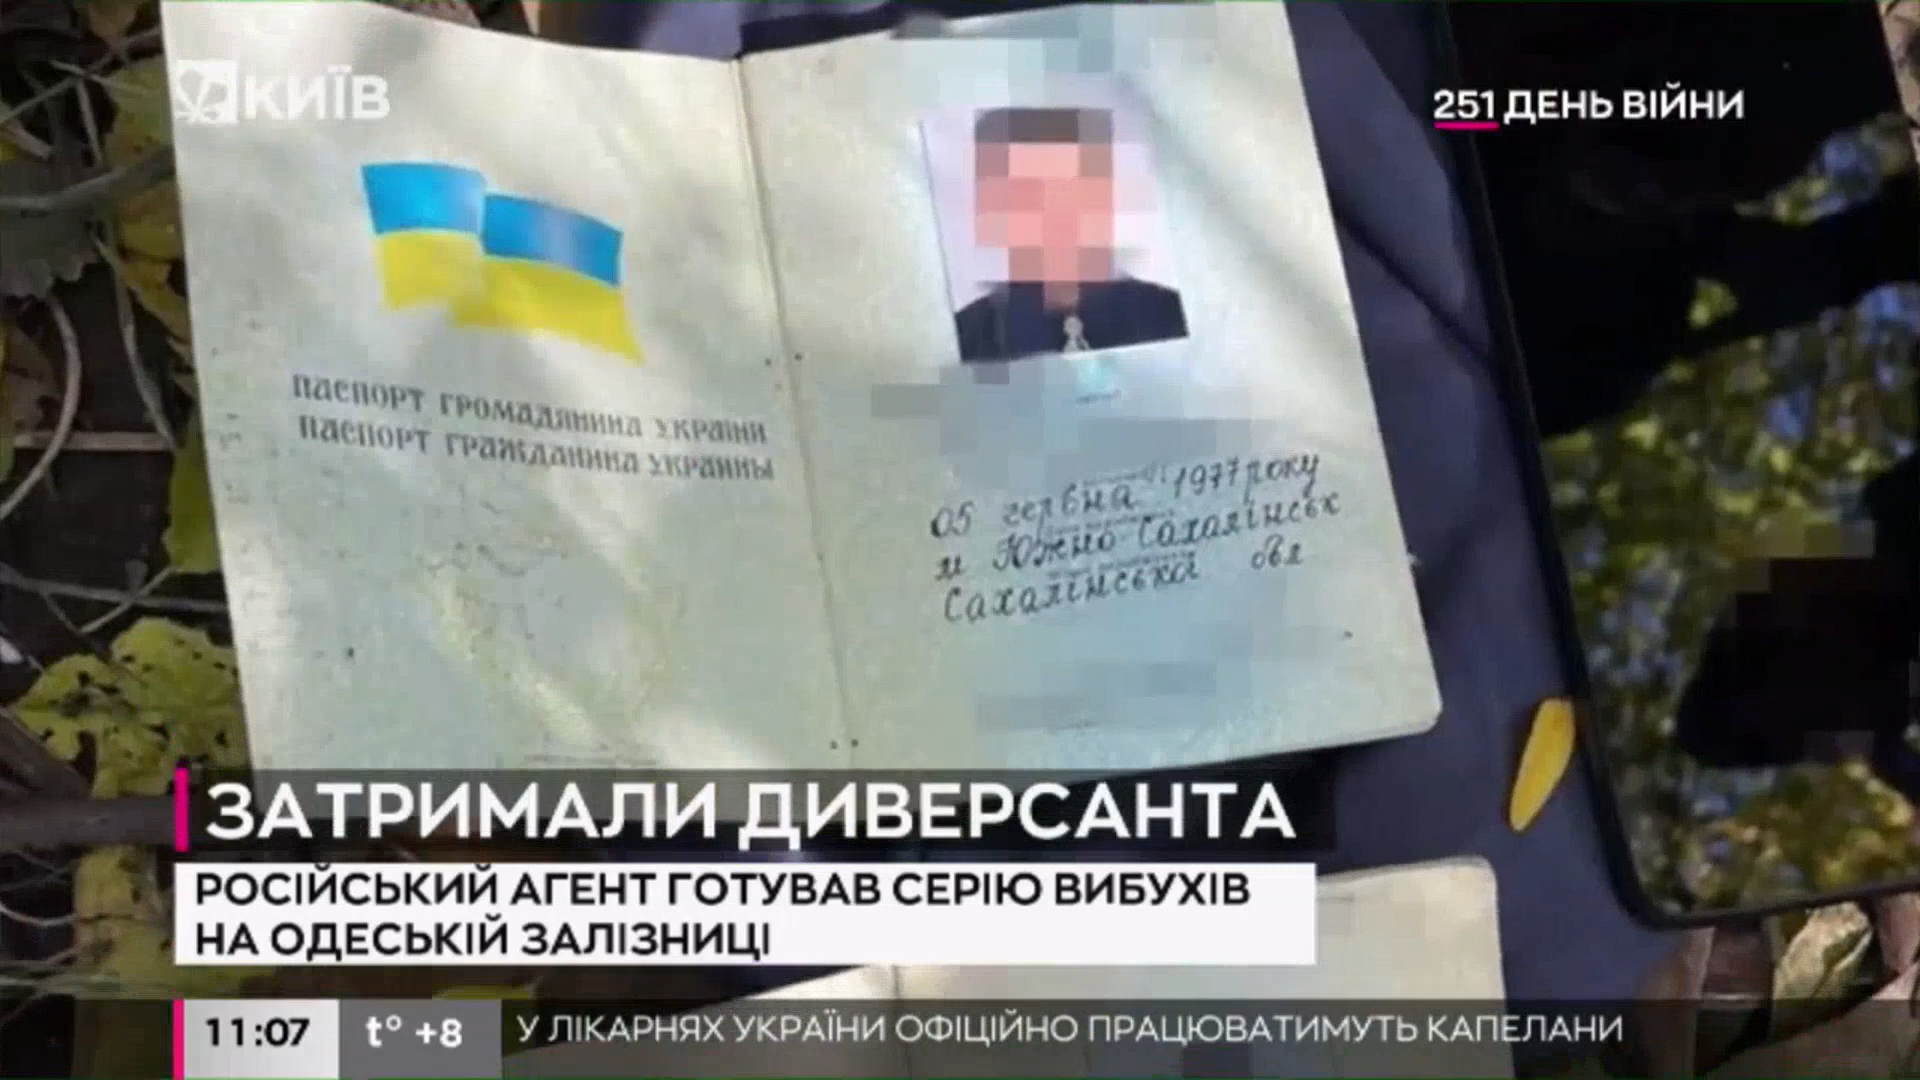 КИЇВ
251 ДЕНЬ ВІЙНИ
ПАСПОРТ ГРОМАДЯНИНА УКРАЇНИ
ПАСПОРТ ГРАЖДАНИНА УКРАИНЫ
05 червня 1977 року
м Южно Сахалінськ
Сахалінська обл
ЗАТРИМАЛИ ДИВЕРСАНТА
РОСІЙСЬКИЙ АГЕНТ ГОТУВАВ СЕРІЮ ВИБУХІВ
НА ОДЕСЬКІЙ ЗАЛІЗНИЦІ
11:07 t° +8 У ЛІКАРНЯХ УКРАЇНИ ОФІЦІЙНО ПРАЦЮВАТИМУТЬ КАПЕЛАНИ